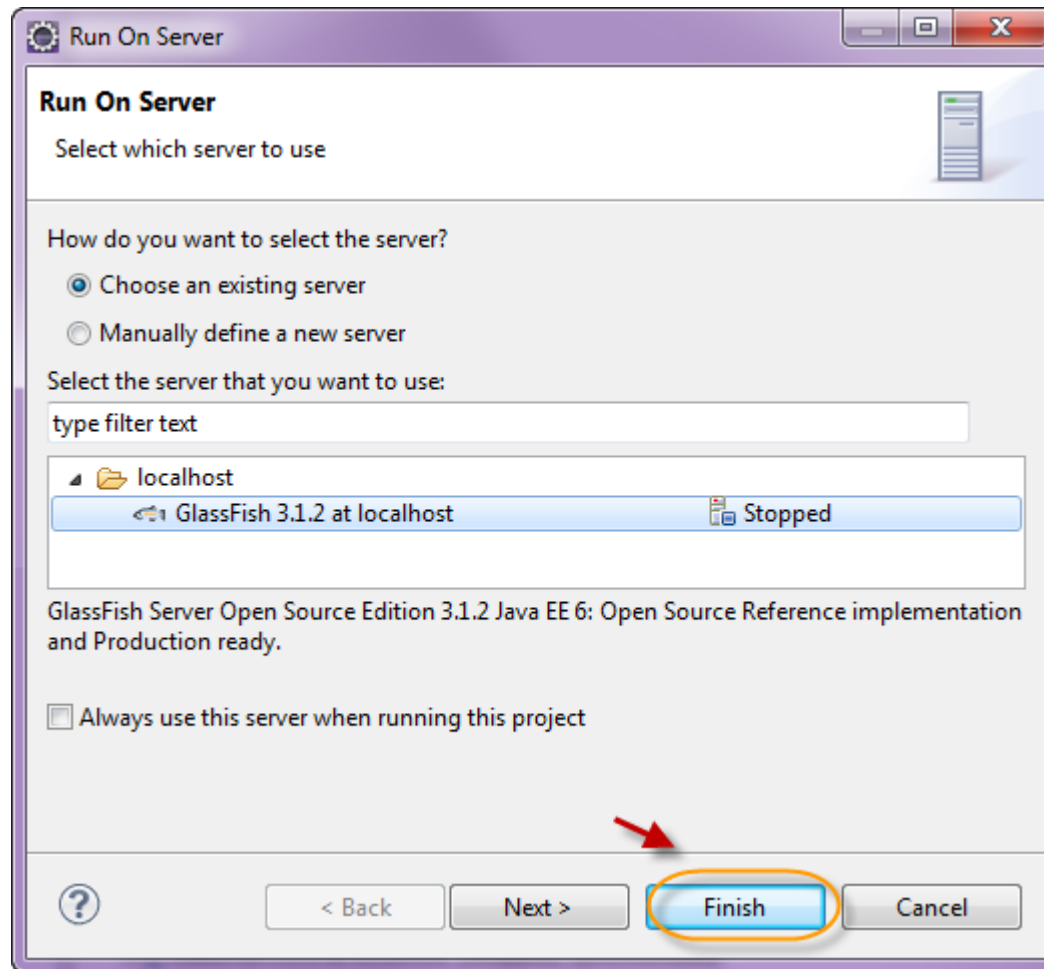 Run On Server
Run On Server
Select which server to use
How do you want to select the server?
Choose an existing server
Manually define a new server
Select the server that you want to use:
type filter text
localhost
GlassFish 3.1.2 at localhost Stopped
GlassFish Server Open Source Edition 3.1.2 Java EE 6: Open Source Reference implementation
and Production ready.
Always use this server when running this project
? < Back Next > Finish Cancel